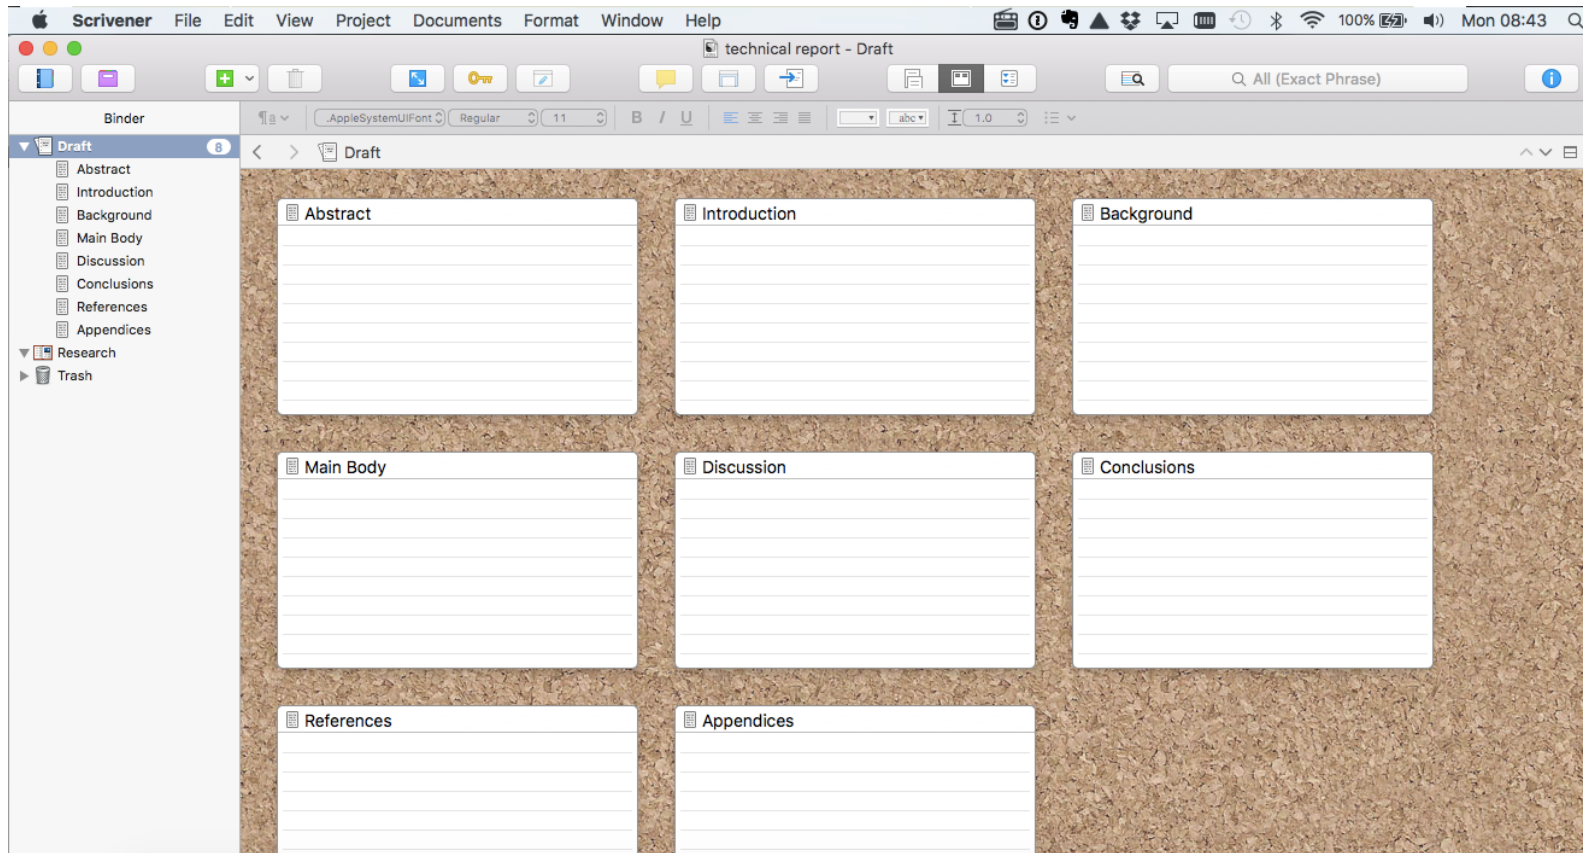 Scrivener File Edit View Project Documents Format Window Help 100% Mon 08:43
technical report - Draft
All (Exact Phrase)
Binder
.AppleSystemUIFont Regular 11 B I U abc 1.0
Draft 8
Draft
Abstract
Introduction
Background
Main Body
Discussion
Conclusions
References
Appendices
Research
Trash
Abstract Introduction Background
Main Body Discussion Conclusions
References Appendices